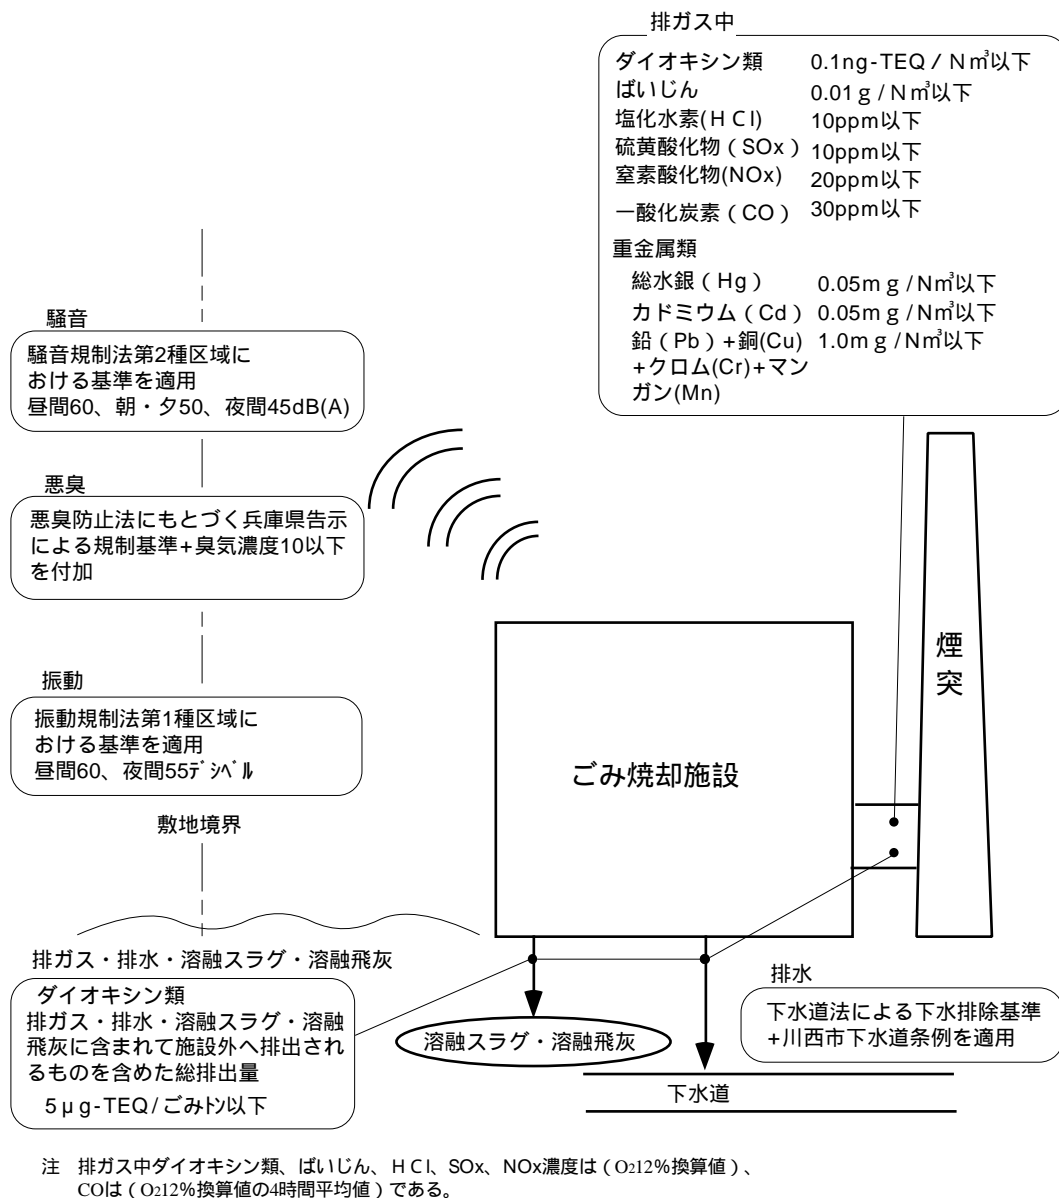 排ガス中
ダイオキシン類 0.1ng-TEQ / N㎥以下
ばいじん 0.01g / N㎥以下
塩化水素(HCl) 10ppm以下
硫黄酸化物(SOx) 10ppm以下
窒素酸化物(NOx) 20ppm以下
一酸化炭素(CO) 30ppm以下
重金属類
総水銀(Hg) 0.05mg/N㎥以下
カドミウム(Cd) 0.05mg/N㎥以下
鉛(Pb)+銅(Cu) 1.0mg/N㎥以下
+クロム(Cr)+マン
ガン(Mn)
騒音
騒音規制法第2種区域に
おける基準を適用
昼間60、朝・夕50、夜間45dB(A)
悪臭
悪臭防止法にもとづく兵庫県告示
による規制基準+臭気濃度10以下
を付加
振動
振動規制法第1種区域に
おける基準を適用
昼間60、夜間55デシベル
敷地境界
煙突
ごみ焼却施設
排ガス・排水・溶融スラグ・溶融飛灰
ダイオキシン類
排ガス・排水・溶融スラグ・溶融
飛灰に含まれて施設外へ排出され
るものを含めた総排出量
5μg-TEQ/ごみトン以下
溶融スラグ・溶融飛灰
下水道
排水
下水道法による下水排除基準
+川西市下水道条例を適用
注 排ガス中ダイオキシン類、ばいじん、HCl、SOx、NOx濃度は(O₂12%換算値)、
COは(O₂12%換算値の4時間平均値)である。